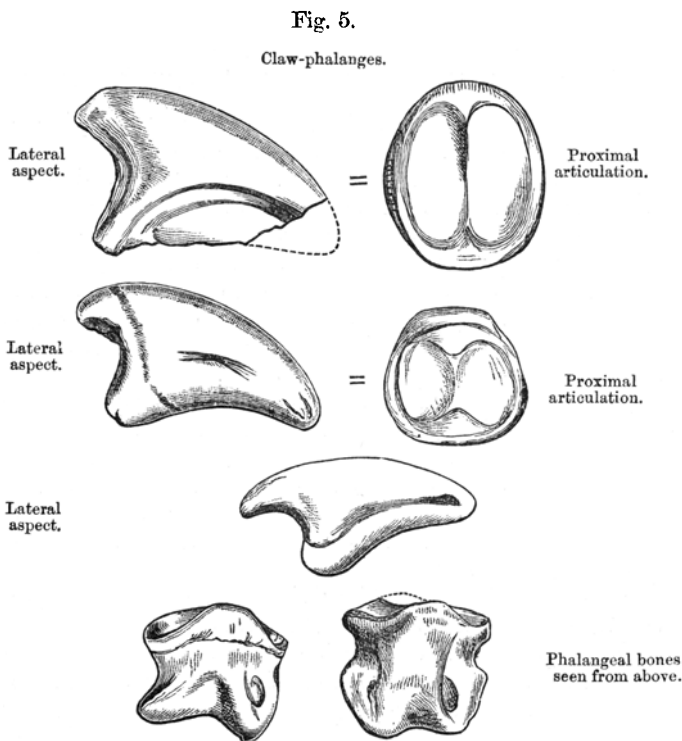 Fig. 5.
Claw-phalanges.
Lateral
aspect.
=
Proximal
articulation.
Lateral
aspect.
=
Proximal
articulation.
Lateral
aspect.
Phalangeal bones
seen from above.